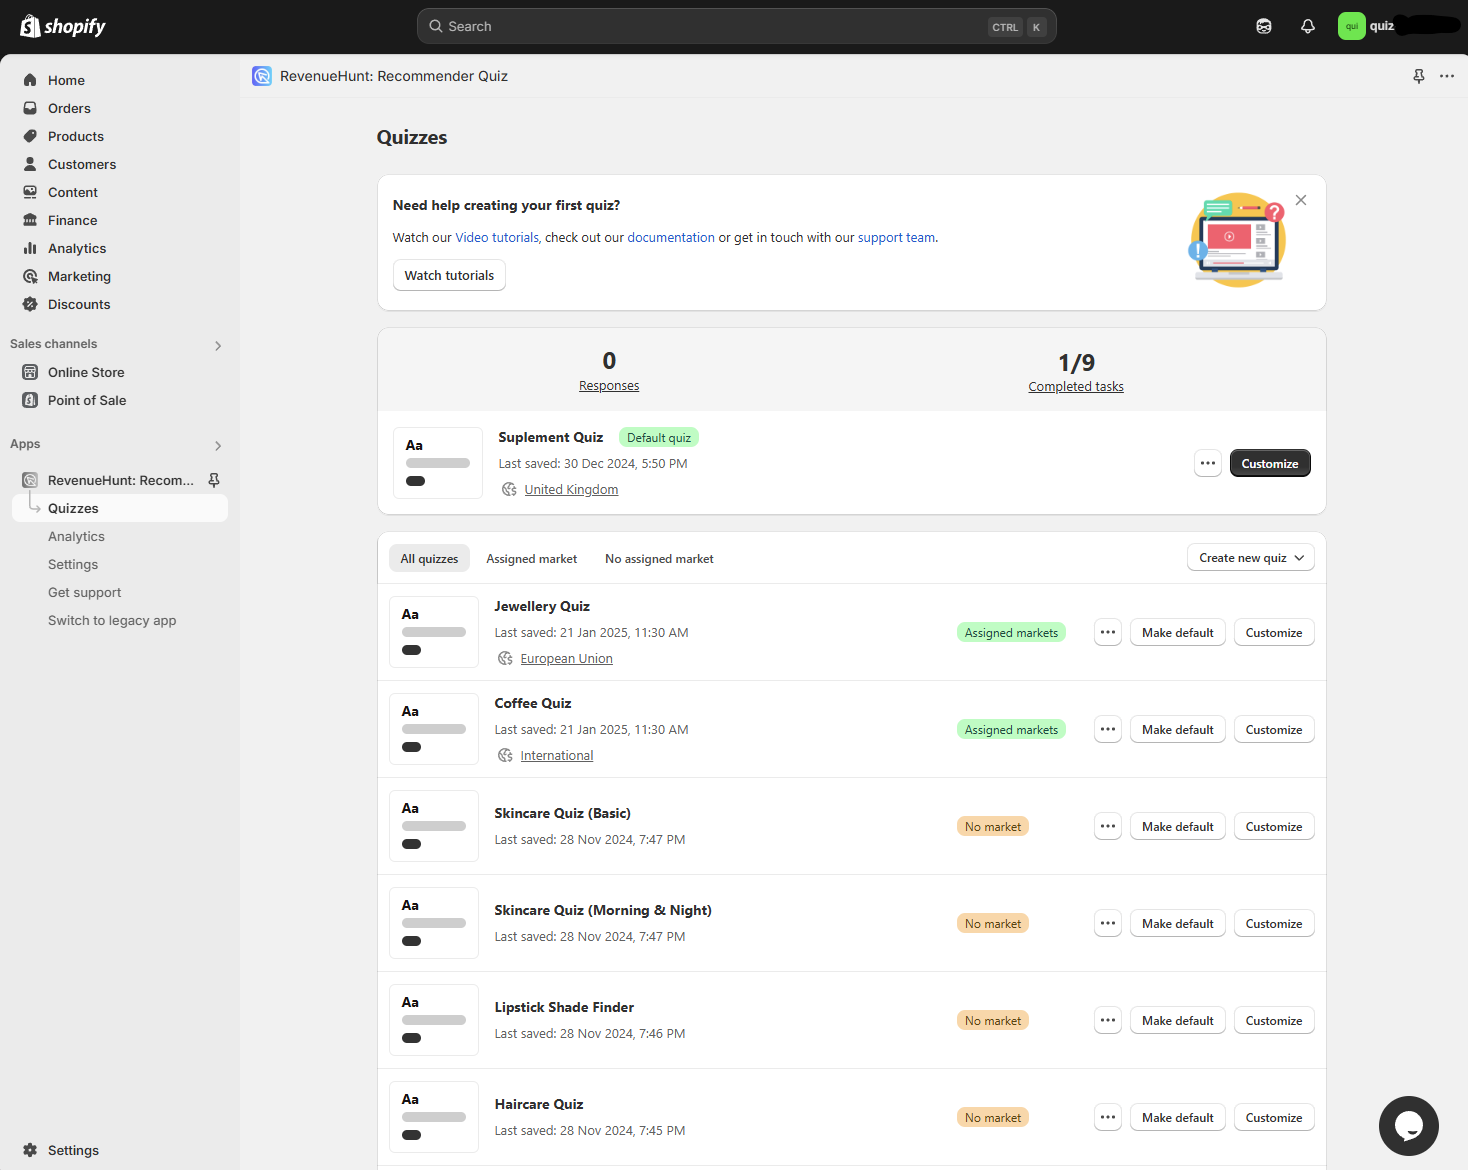 shopify
Search
CTRL K
qui
quiz
Home
Orders
Products
Customers
Content
Finance
Analytics
Marketing
Discounts
Sales channels
Online Store
Point of Sale
Apps
RevenueHunt: Recom...
Quizzes
Analytics
Settings
Get support
Switch to legacy app
Settings
RevenueHunt: Recommender Quiz
Quizzes
Need help creating your first quiz?
Watch our Video tutorials, check out our documentation or get in touch with our support team.
Watch tutorials
0
Responses
1/9
Completed tasks
Aa
Suplement Quiz Default quiz
Last saved: 30 Dec 2024, 5:50 PM
United Kingdom
Customize
All quizzes Assigned market No assigned market Create new quiz
Aa
Jewellery Quiz
Last saved: 21 Jan 2025, 11:30 AM
European Union
Assigned markets Make default Customize
Aa
Coffee Quiz
Last saved: 21 Jan 2025, 11:30 AM
International
Assigned markets Make default Customize
Aa
Skincare Quiz (Basic)
Last saved: 28 Nov 2024, 7:47 PM
No market Make default Customize
Aa
Skincare Quiz (Morning & Night)
Last saved: 28 Nov 2024, 7:47 PM
No market Make default Customize
Aa
Lipstick Shade Finder
Last saved: 28 Nov 2024, 7:46 PM
No market Make default Customize
Aa
Haircare Quiz
Last saved: 28 Nov 2024, 7:45 PM
No market Make default Customize